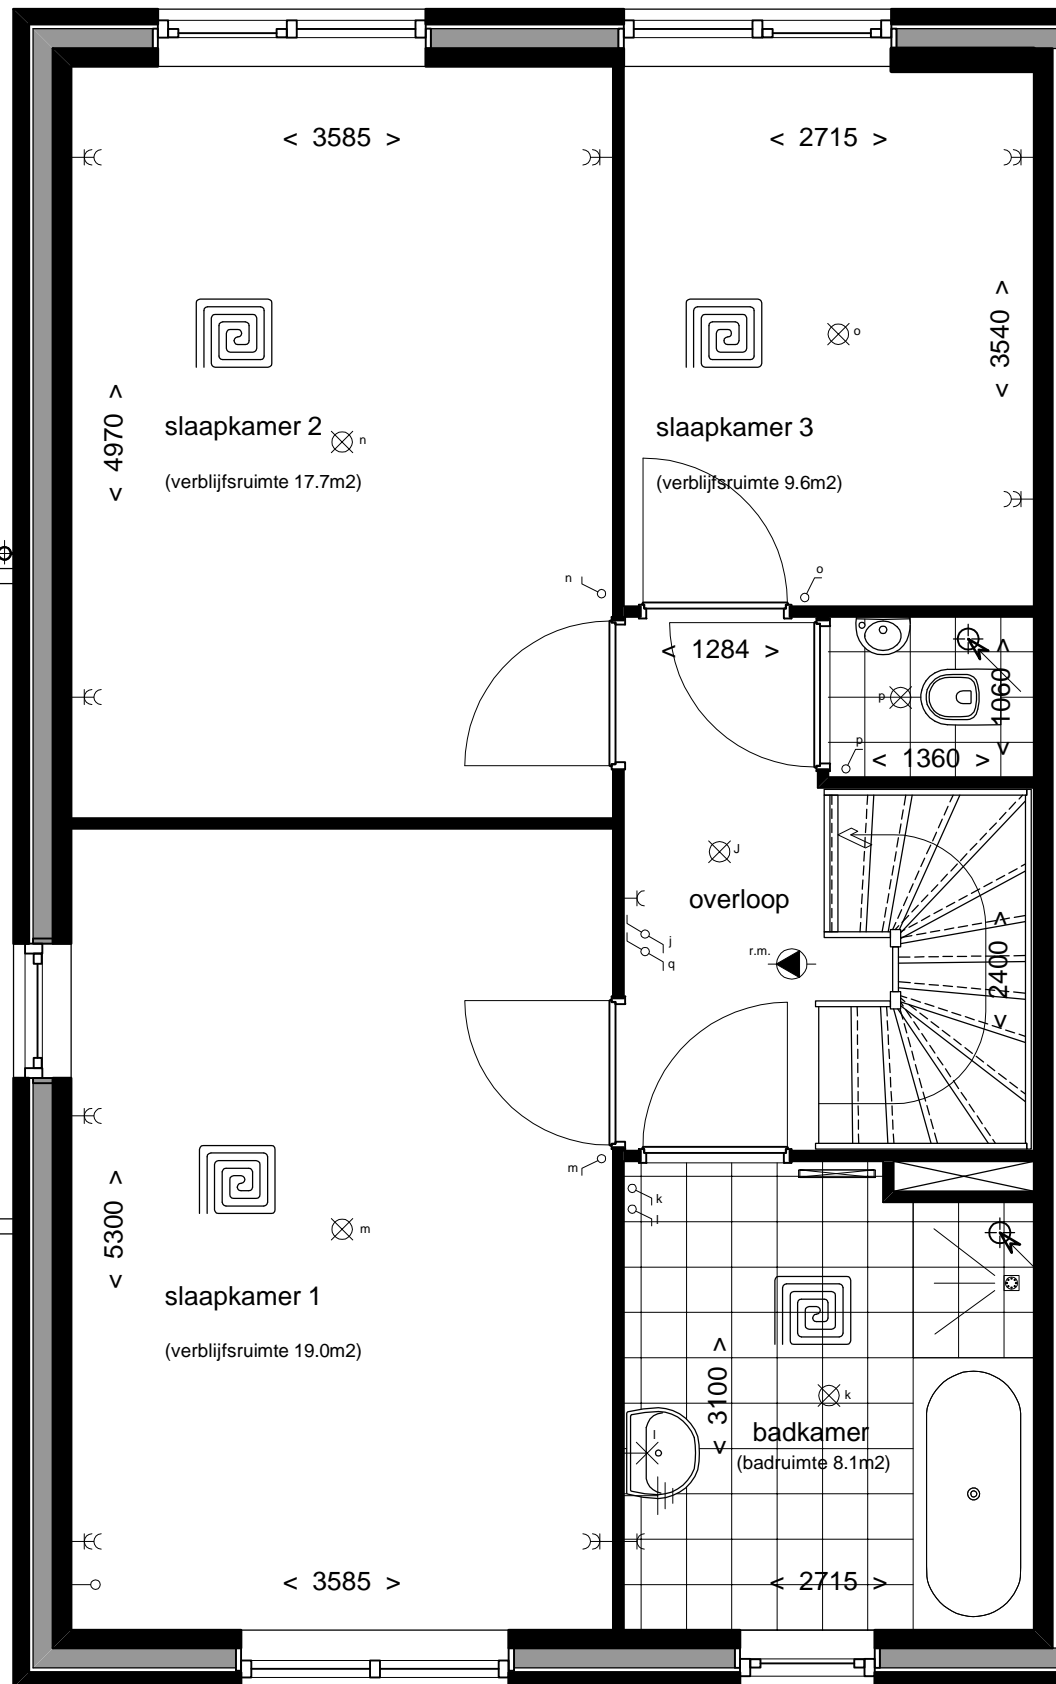 < 3585 >
< 2715 >
< 3540 >
o
< 4970 >
slaapkamer 2
n
(verblijfsruimte 17.7m2)
slaapkamer 3
(verblijfsruimte 9.6m2)
n
o
< 1284 >
< 1060 >
p
p
< 1360 >
J
overloop
j
q
r.m.
< 2400 >
m
k
l
< 5300 >
m
slaapkamer 1
(verblijfsruimte 19.0m2)
< 3100 >
k
l
badkamer
(badruimte 8.1m2)
< 3585 >
< 2715 >